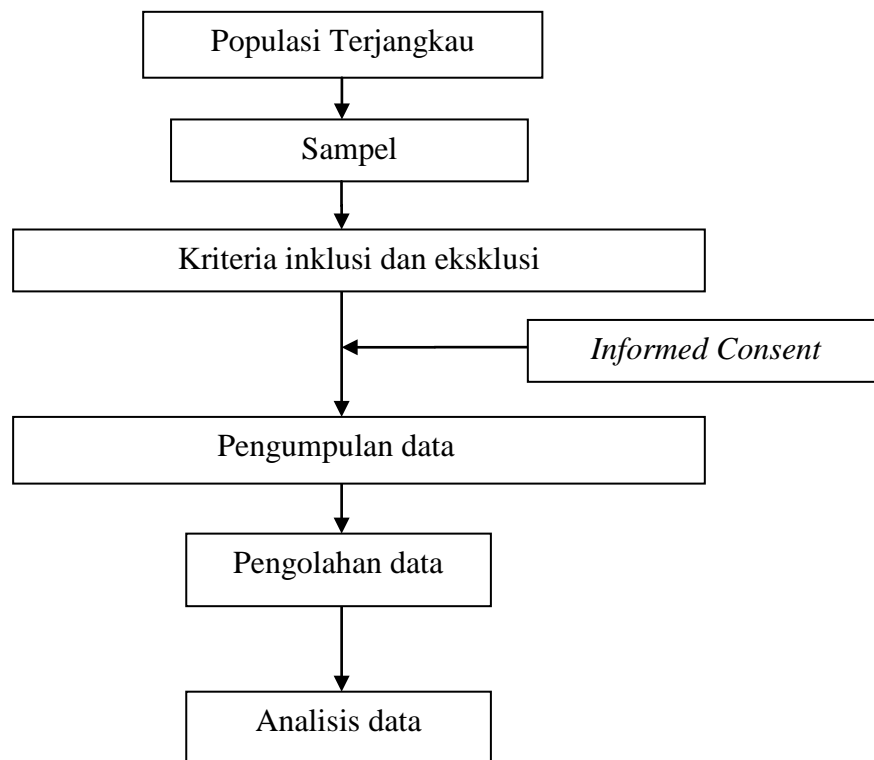 Populasi Terjangkau
Sampel
Kriteria inklusi dan eksklusi
Informed Consent
Pengumpulan data
Pengolahan data
Analisis data